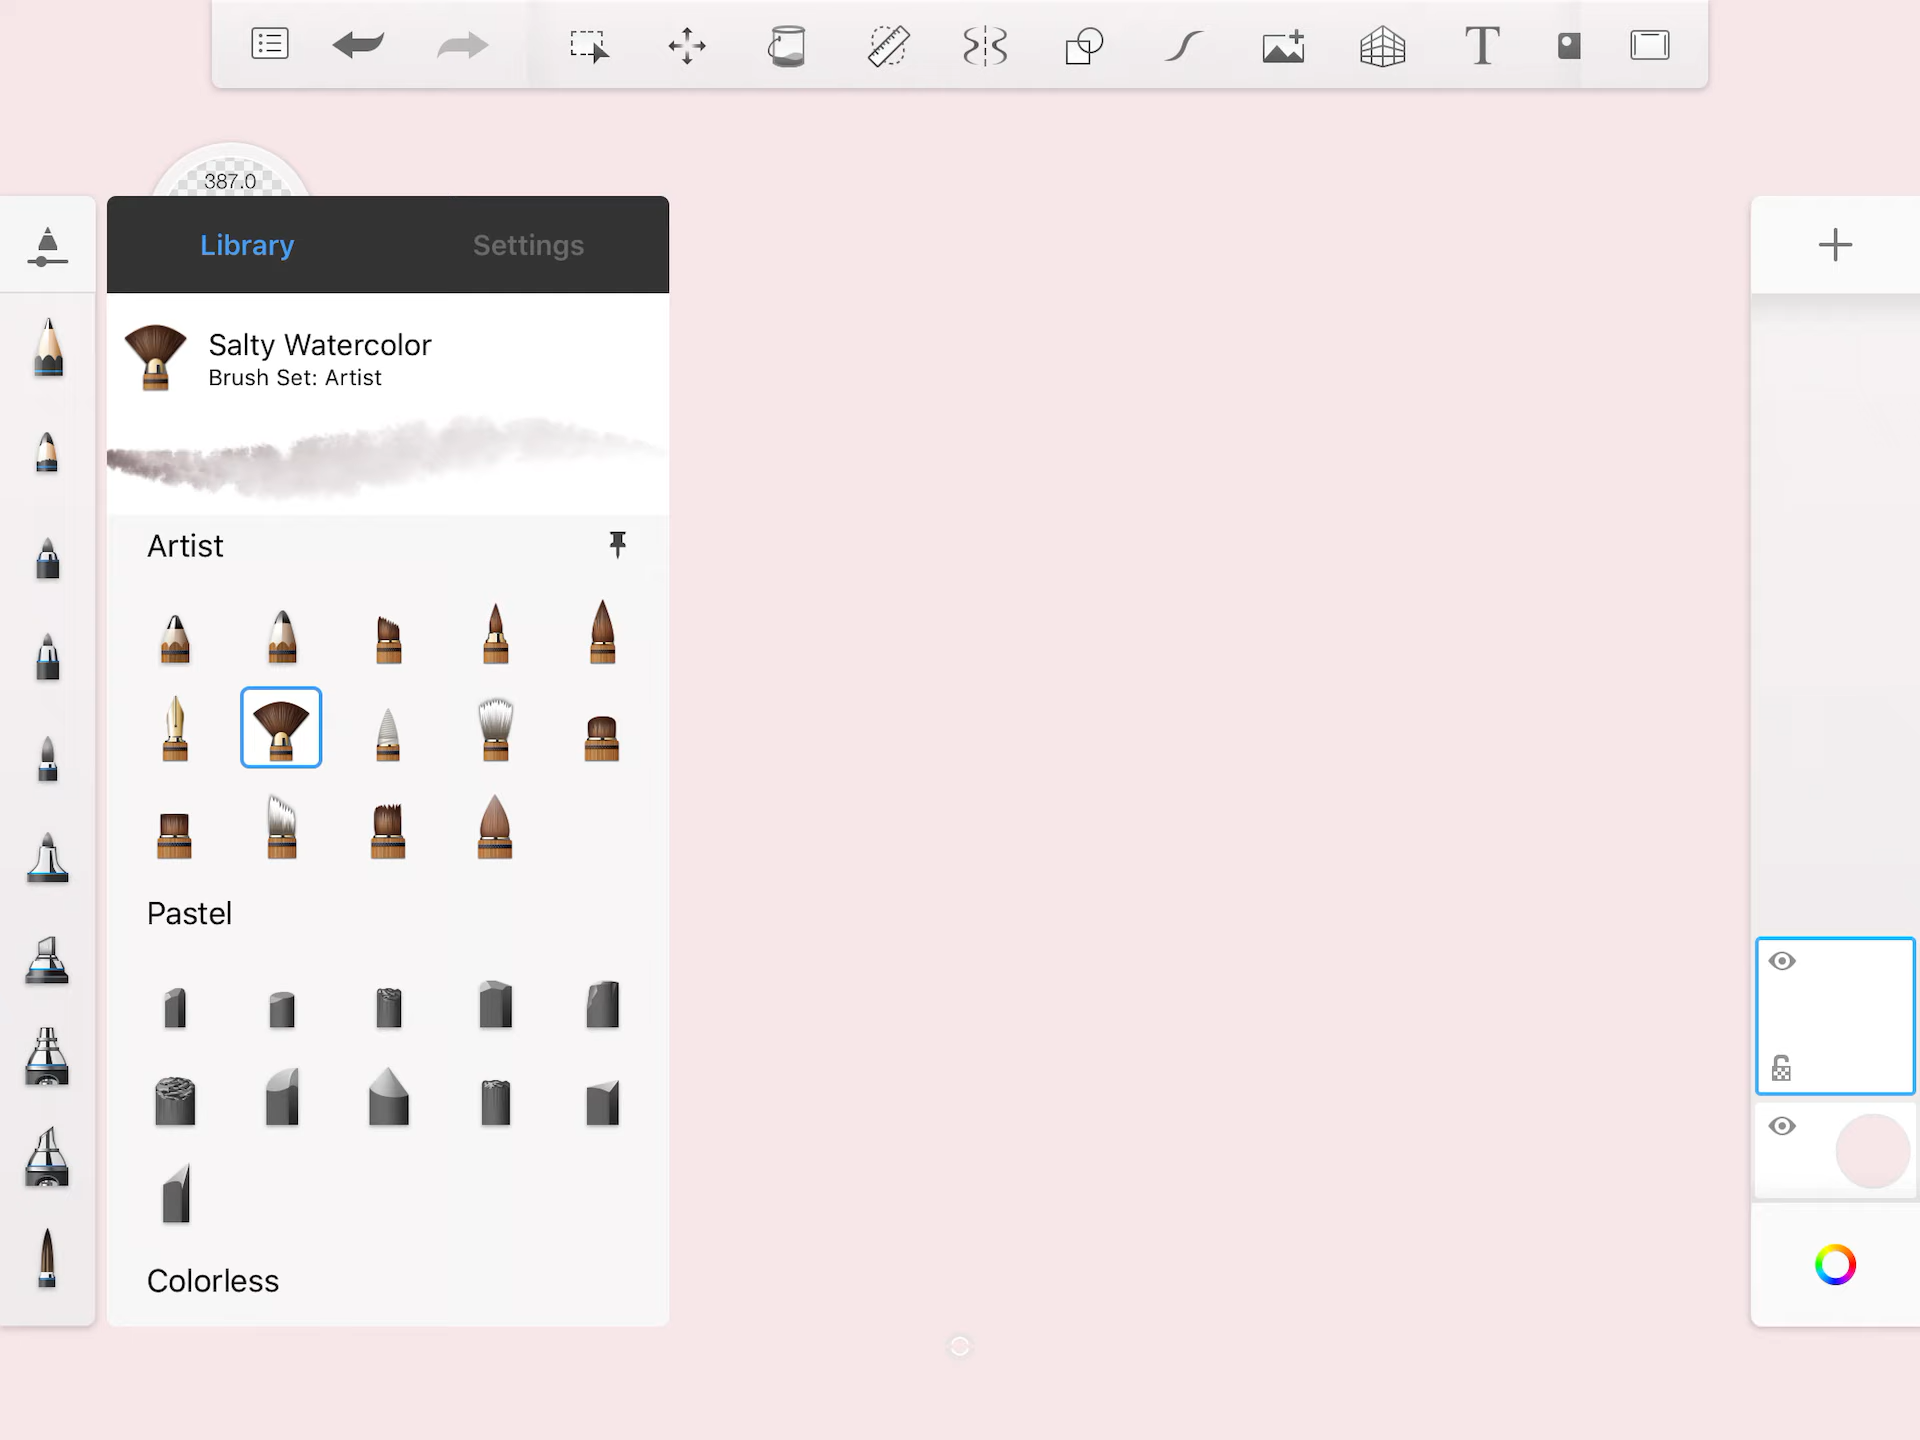 387.0
Library
Settings
Salty Watercolor
Brush Set: Artist
Artist
Pastel
Colorless